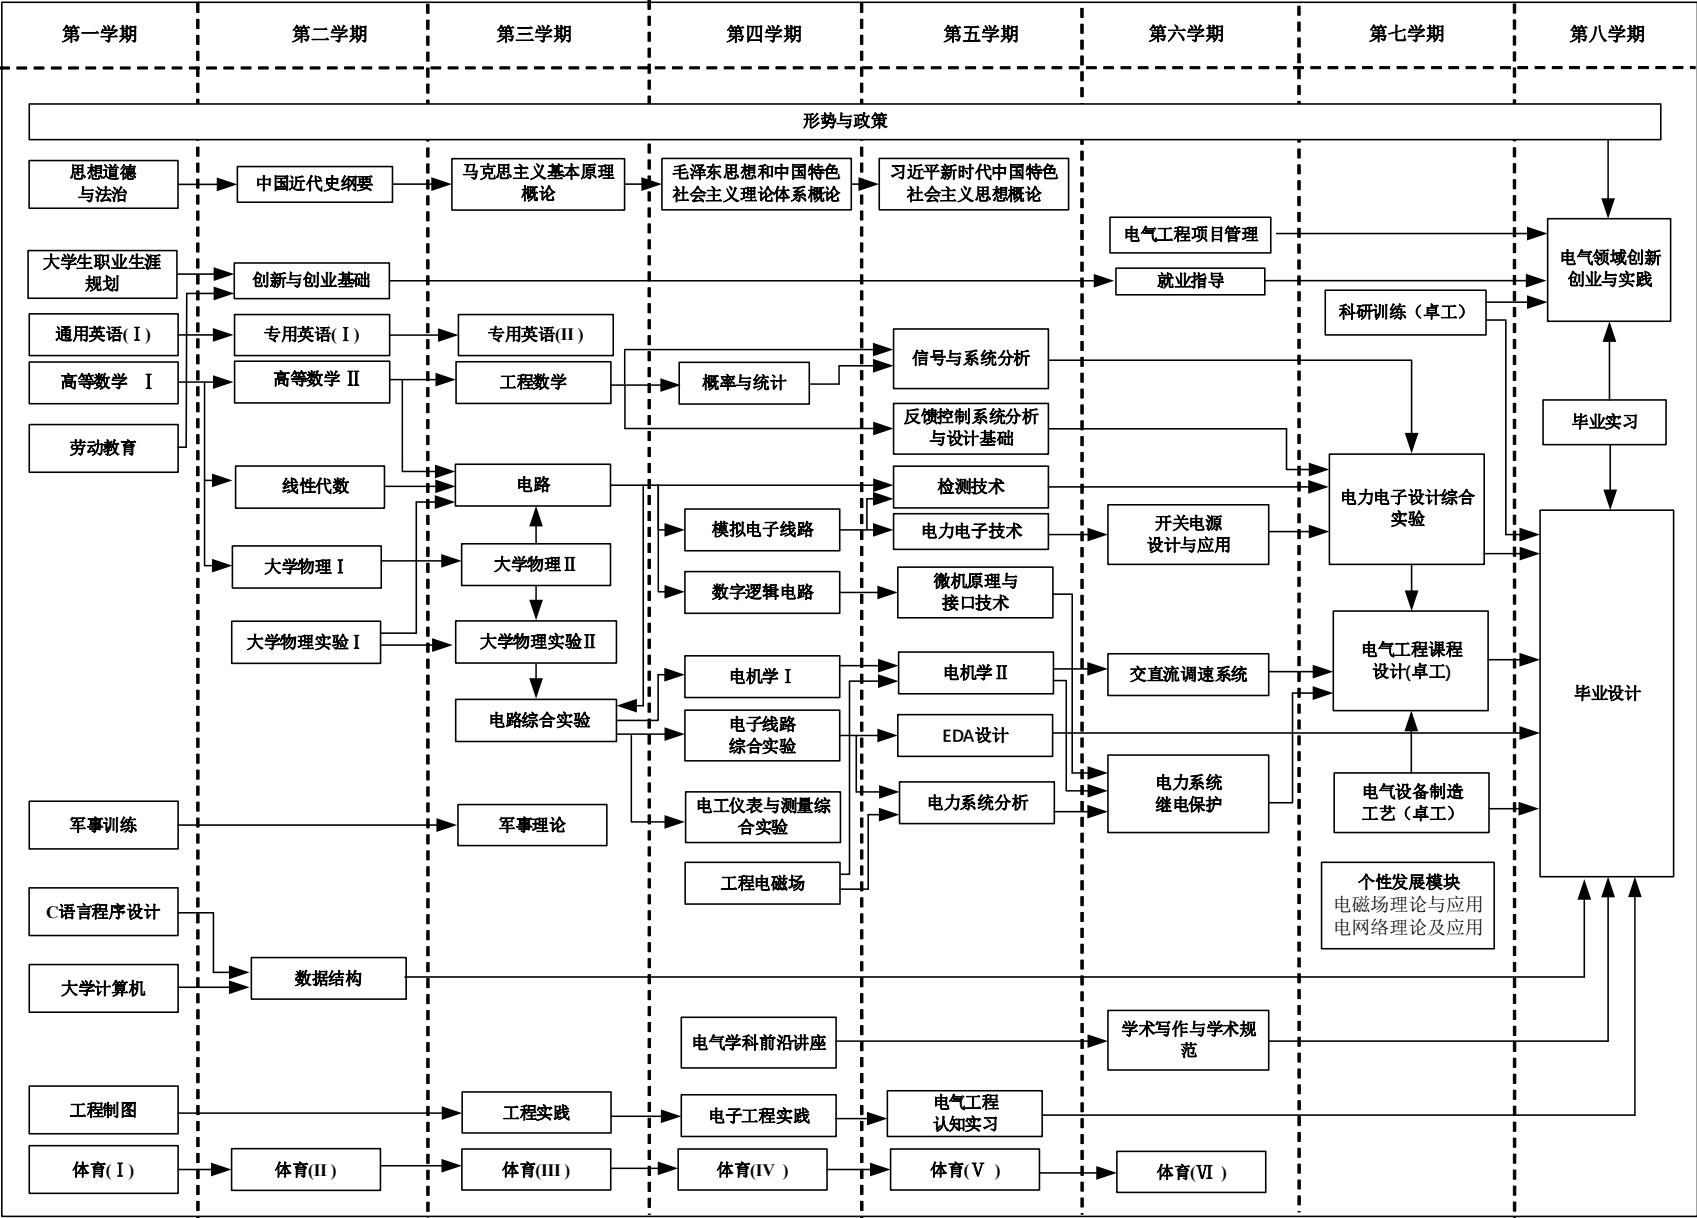 第一学期
第二学期
第三学期
第四学期
第五学期
第六学期
第七学期
第八学期
形势与政策
思想道德
与法治
中国近代史纲要
马克思主义基本原理
概论
毛泽东思想和中国特色
社会主义理论体系概论
习近平新时代中国特色
社会主义思想概论
电气工程项目管理
电气领域创新
创业与实践
大学生职业生涯
规划
创新与创业基础
就业指导
科研训练（卓工）
通用英语(Ⅰ)
专用英语(Ⅰ)
专用英语(II)
信号与系统分析
高等数学 Ⅰ
高等数学 Ⅱ
工程数学
概率与统计
劳动教育
反馈控制系统分析
与设计基础
毕业实习
线性代数
电路
检测技术
电力电子设计综合
实验
模拟电子线路
电力电子技术
开关电源
设计与应用
大学物理Ⅰ
大学物理Ⅱ
数字逻辑电路
微机原理与
接口技术
大学物理实验Ⅰ
大学物理实验Ⅱ
电机学Ⅰ
电机学Ⅱ
交直流调速系统
电气工程课程
设计(卓工)
毕业设计
电路综合实验
电子线路
综合实验
EDA设计
电工仪表与测量综
合实验
电力系统分析
电力系统
继电保护
电气设备制造
工艺（卓工）
军事训练
军事理论
工程电磁场
个性发展模块
电磁场理论与应用
电网络理论及应用
C语言程序设计
大学计算机
数据结构
电气学科前沿讲座
学术写作与学术规
范
工程制图
工程实践
电子工程实践
电气工程
认知实习
体育(Ⅰ)
体育(II)
体育(III)
体育(IV)
体育(Ⅴ)
体育(Ⅵ)